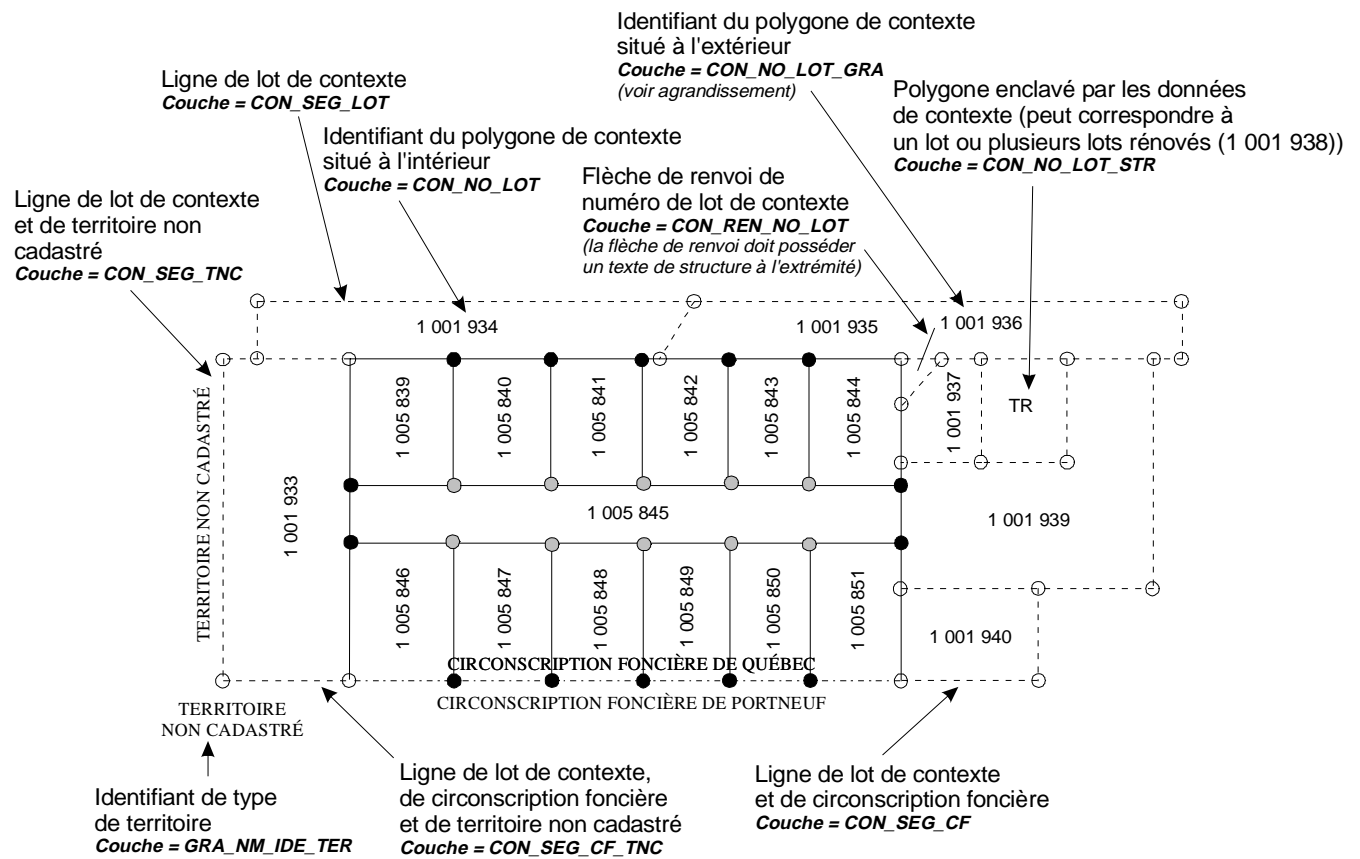 Identifiant du polygone de contexte
situé à l'extérieur
Couche = CON_NO_LOT_GRA
(voir agrandissement)
Ligne de lot de contexte
Couche = CON_SEG_LOT
Polygone enclavé par les données
de contexte (peut correspondre à
un lot ou plusieurs lots rénovés (1 001 938))
Couche = CON_NO_LOT_STR
Identifiant du polygone de contexte
situé à l'intérieur
Couche = CON_NO_LOT
Flèche de renvoi de
numéro de lot de contexte
Couche = CON_REN_NO_LOT
(la flèche de renvoi doit posséder
un texte de structure à l'extrémité)
Ligne de lot de contexte
et de territoire non
cadastré
Couche = CON_SEG_TNC
1 001 934
1 001 935
1 001 936
TERRITOIRE NON CADASTRÉ
1 001 933
1 005 839
1 005 840
1 005 841
1 005 842
1 005 843
1 005 844
1 001 937
TR
1 005 845
1 001 939
1 005 846
1 005 847
1 005 848
1 005 849
1 005 850
1 005 851
1 001 940
CIRCONSCRIPTION FONCIÈRE DE QUÉBEC
CIRCONSCRIPTION FONCIÈRE DE PORTNEUF
TERRITOIRE
NON CADASTRÉ
Identifiant de type
de territoire
Couche = GRA_NM_IDE_TER
Ligne de lot de contexte,
de circonscription foncière
et de territoire non cadastré
Couche = CON_SEG_CF_TNC
Ligne de lot de contexte
et de circonscription foncière
Couche = CON_SEG_CF